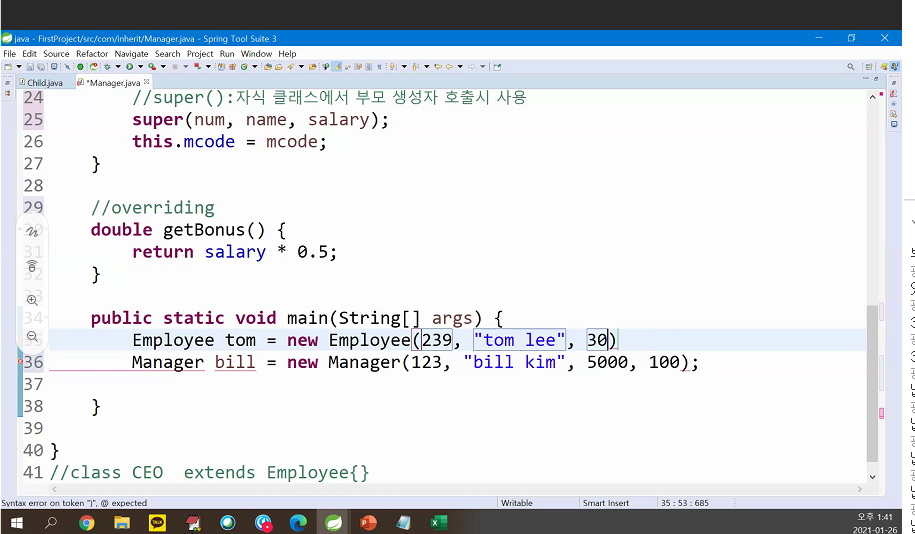 java - FirstProject/src/com/inherit/Manager.java - Spring Tool Suite 3
File Edit Source Refactor Navigate Search Project Run Window Help
Child.java *Manager.java
24 //super():자식 클래스에서 부모 생성자 호출시 사용
25 super(num, name, salary);
26 this.mcode = mcode;
27 }
28
29 //overriding
30 double getBonus() {
31 return salary * 0.5;
32 }
33
34 public static void main(String[] args) {
35 Employee tom = new Employee(239, "tom lee", 30)
36 Manager bill = new Manager(123, "bill kim", 5000, 100);
37
38 }
39
40 }
41 //class CEO extends Employee{}
Syntax error on token ")", @ expected
Writable
Smart Insert
35 : 53 : 685
오후 1:41
2021-01-26